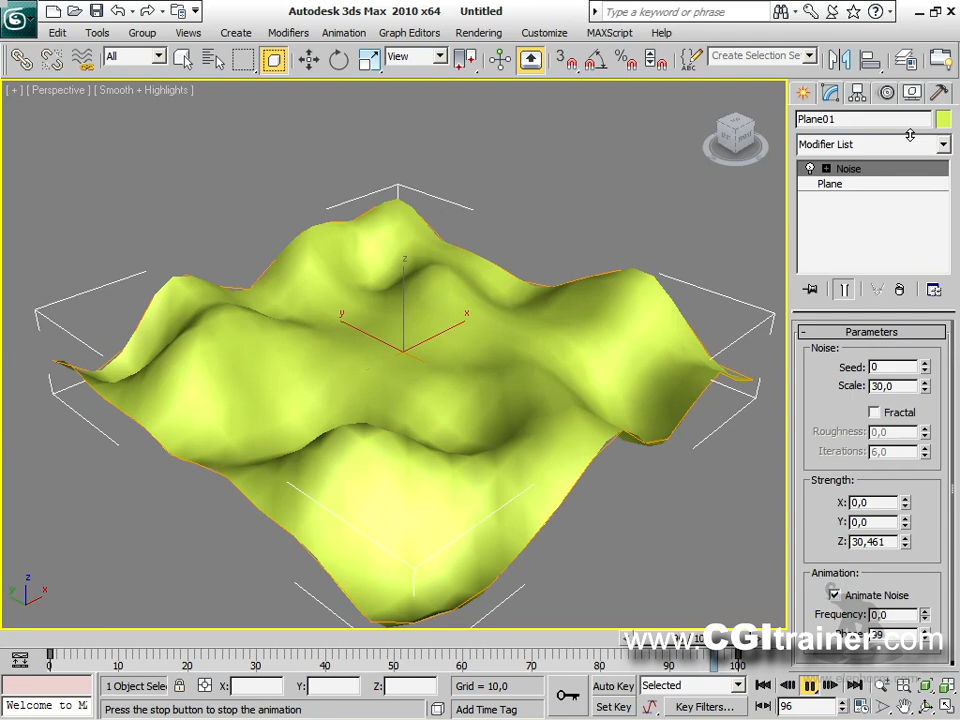 Autodesk 3ds Max 2010 x64 Untitled
Type a keyword or phrase
Edit Tools Group Views Create Modifiers Animation Graph Editors Rendering Customize MAXScript Help
All View Create Selection Se
[ + ] [ Perspective ] [ Smooth + Highlights ]
Plane01
Modifier List
Noise
Plane
z
y x
Parameters
Noise:
Seed: 0
Scale: 30,0
Fractal
Roughness: 0,0
Iterations: 6,0
Strength:
X: 0,0
Y: 0,0
Z: 30,461
Animation:
Animate Noise
Frequency: 0,0
z
y x
www.CGItrainer.com
0 10 20 30 40 50 60 70 80 90 100
1 Object Selec X: Y: Z: Grid = 10,0 Auto Key Selected
Welcome to M Press the stop button to stop the animation Add Time Tag Set Key Key Filters... 96